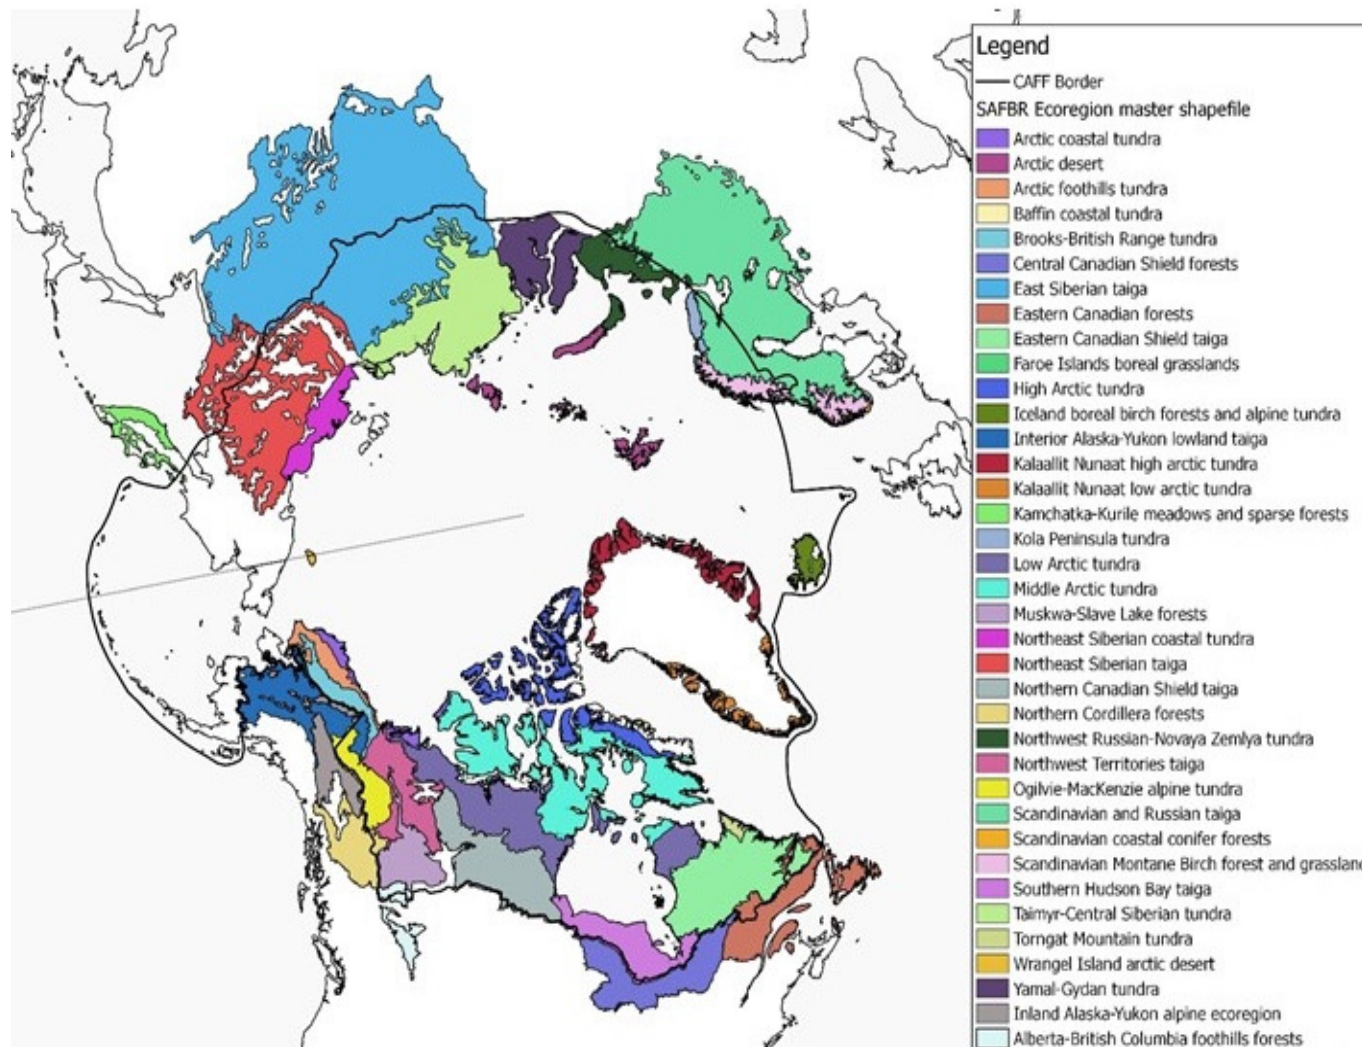 Legend
CAFF Border
SAFBR Ecoregion master shapefile
Arctic coastal tundra
Arctic desert
Arctic foothills tundra
Baffin coastal tundra
Brooks-British Range tundra
Central Canadian Shield forests
East Siberian taiga
Eastern Canadian forests
Eastern Canadian Shield taiga
Faroe Islands boreal grasslands
High Arctic tundra
Iceland boreal birch forests and alpine tundra
Interior Alaska-Yukon lowland taiga
Kalaallit Nunaat high arctic tundra
Kalaallit Nunaat low arctic tundra
Kamchatka-Kurile meadows and sparse forests
Kola Peninsula tundra
Low Arctic tundra
Middle Arctic tundra
Muskwa-Slave Lake forests
Northeast Siberian coastal tundra
Northeast Siberian taiga
Northern Canadian Shield taiga
Northern Cordillera forests
Northwest Russian-Novaya Zemlya tundra
Northwest Territories taiga
Ogilvie-MacKenzie alpine tundra
Scandinavian and Russian taiga
Scandinavian coastal conifer forests
Scandinavian Montane Birch forest and grassland
Southern Hudson Bay taiga
Taimyr-Central Siberian tundra
Torngat Mountain tundra
Wrangel Island arctic desert
Yamal-Gydan tundra
Inland Alaska-Yukon alpine ecoregion
Alberta-British Columbia foothills forests